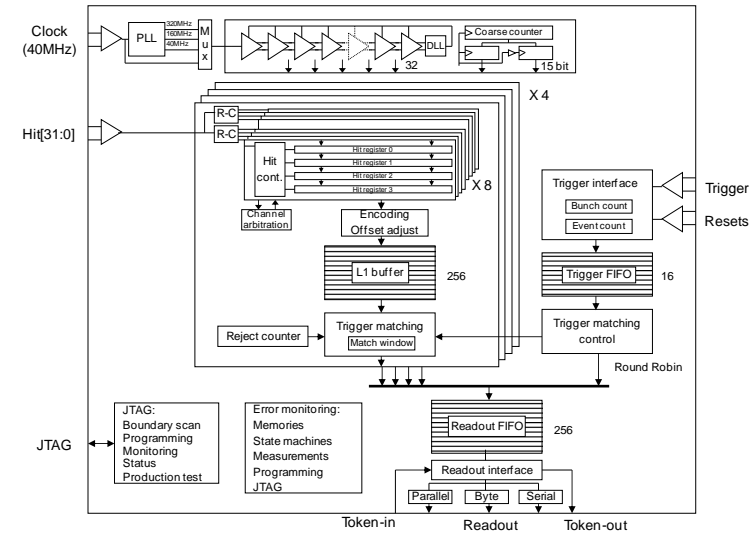 Clock
(40MHz)
PLL
320MHz
160MHz
40MHz
M
u
x
DLL
32
Coarse counter
15 bit
X 4
Hit[31:0]
R-C
R-C
Hit
cont.
Hit register 0
Hit register 1
Hit register 2
Hit register 3
X 8
Channel
arbitration
Encoding
Offset adjust
L1 buffer
256
Reject counter
Trigger matching
Match window
Trigger interface
Bunch count
Event count
Trigger
Resets
Trigger FIFO
16
Trigger matching
control
Round Robin
JTAG
JTAG:
Boundary scan
Programming
Monitoring
Status
Production test
Error monitoring:
Memories
State machines
Measurements
Programming
JTAG
Readout FIFO
256
Readout interface
Parallel
Byte
Serial
Token-in
Readout
Token-out